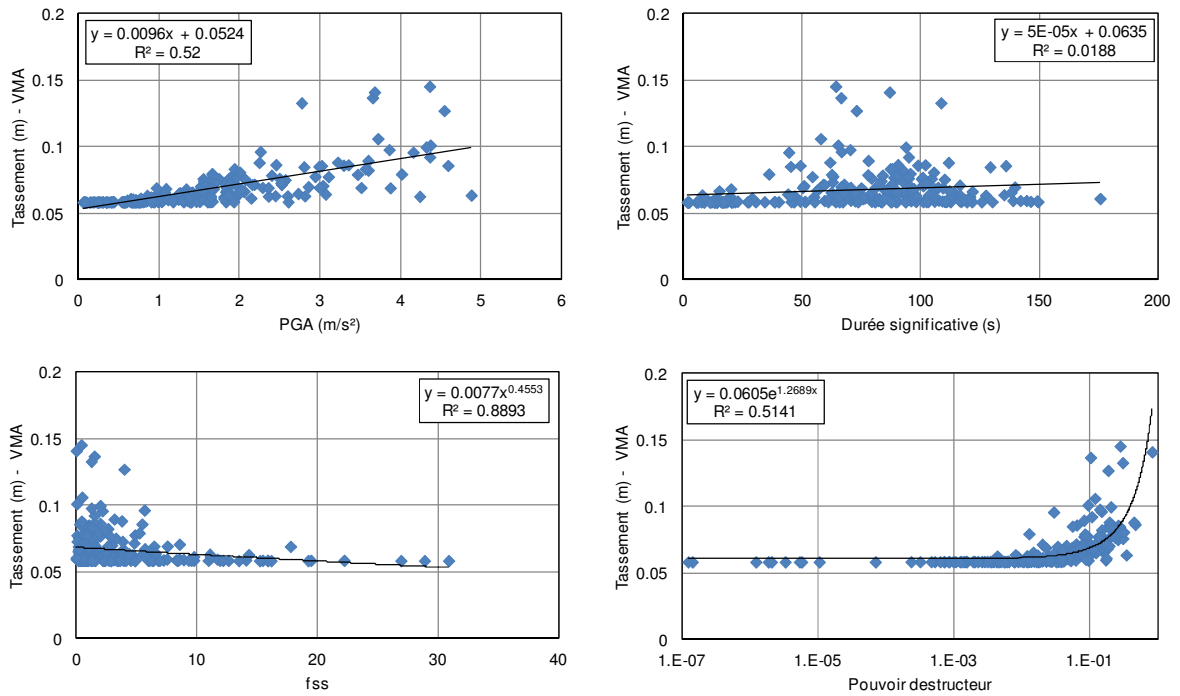 y = 0.0096x + 0.0524
R² = 0.52
Tassement (m) - VMA
0.2
0.15
0.1
0.05
0
0 1 2 3 4 5 6
PGA (m/s²)
y = 5E-05x + 0.0635
R² = 0.0188
Tassement (m) - VMA
0.2
0.15
0.1
0.05
0
0 50 100 150 200
Durée significative (s)
y = 0.0077x^0.4553
R² = 0.8893
Tassement (m) - VMA
0.2
0.15
0.1
0.05
0
0 10 20 30 40
fss
y = 0.0605e^1.2689x
R² = 0.5141
Tassement (m) - VMA
0.2
0.15
0.1
0.05
0
1.E-07 1.E-05 1.E-03 1.E-01
Pouvoir destructeur